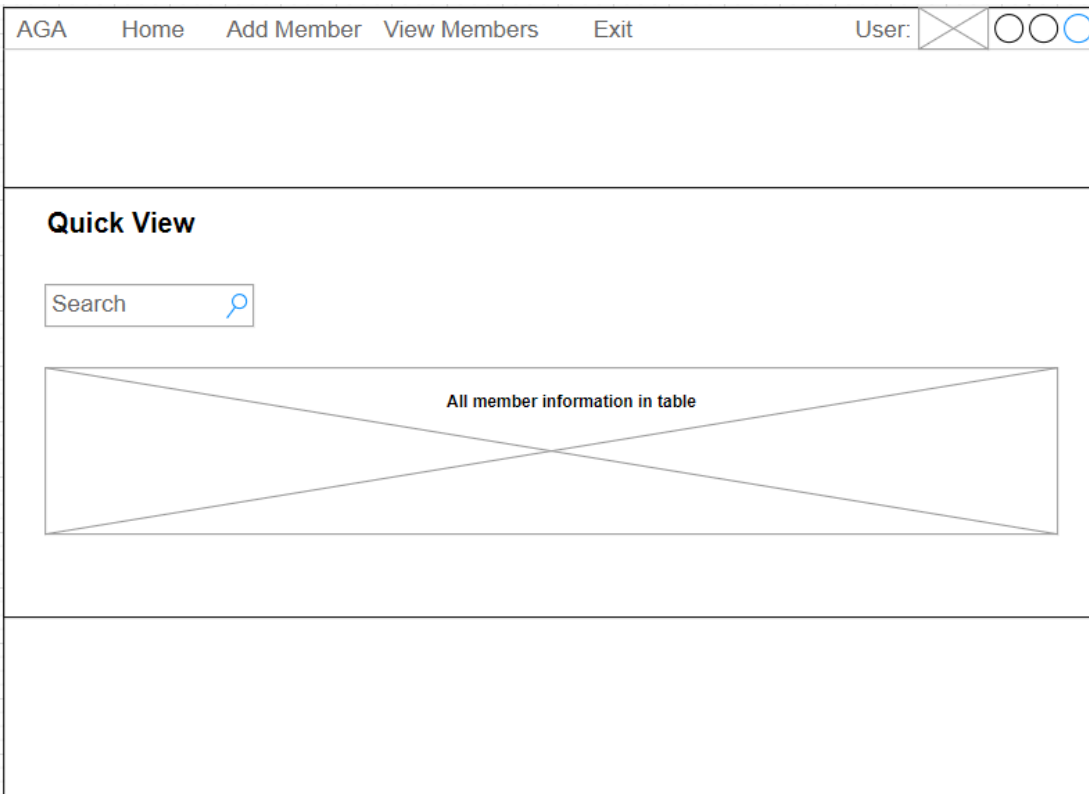 AGA Home Add Member View Members Exit User:
Quick View
Search
All member information in table